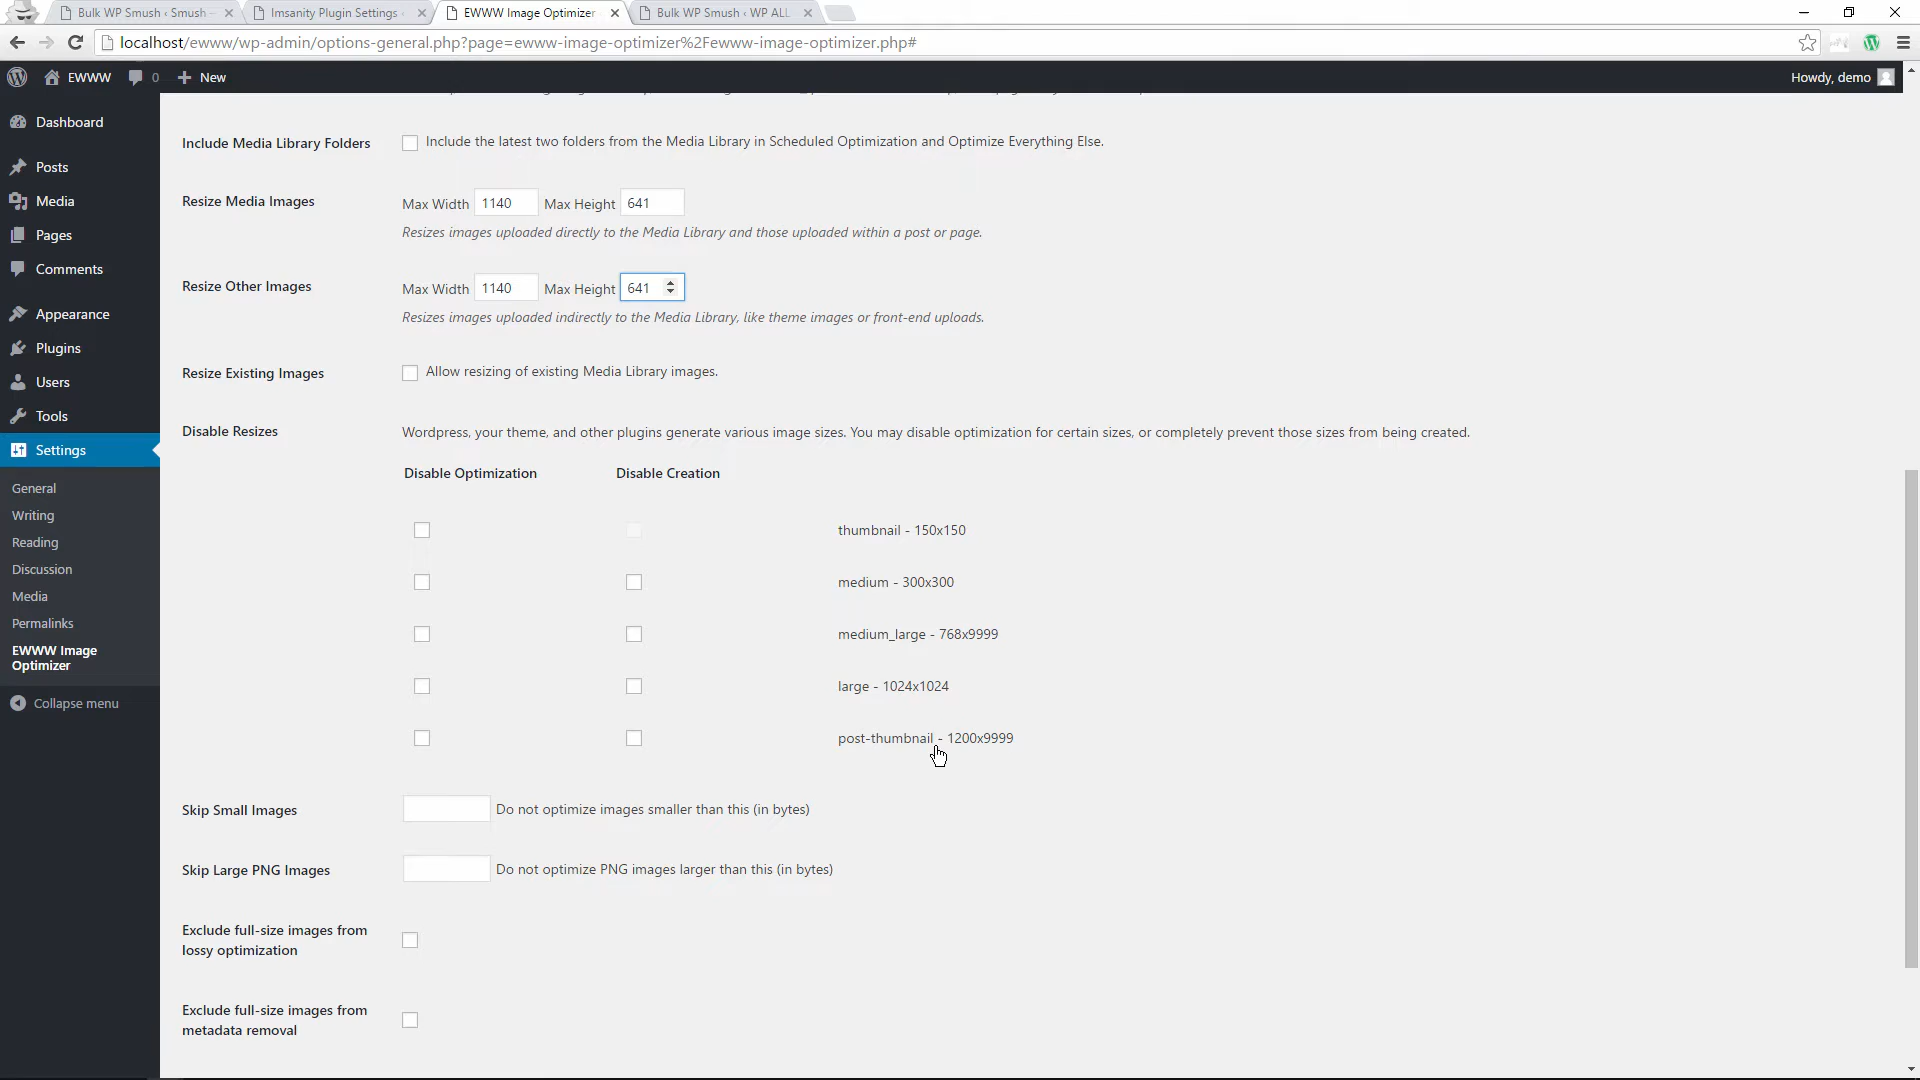 Bulk WP Smush ‹ Smush
Imsanity Plugin Settings ‹
EWWW Image Optimizer
Bulk WP Smush ‹ WP ALL
localhost/ewww/wp-admin/options-general.php?page=ewww-image-optimizer%2Fewww-image-optimizer.php#
EWWW
0
New
Howdy, demo
Dashboard
Posts
Media
Pages
Comments
Appearance
Plugins
Users
Tools
Settings
General
Writing
Reading
Discussion
Media
Permalinks
EWWW Image
Optimizer
Collapse menu
Include Media Library Folders
Include the latest two folders from the Media Library in Scheduled Optimization and Optimize Everything Else.
Resize Media Images
Max Width 1140 Max Height 641
Resizes images uploaded directly to the Media Library and those uploaded within a post or page.
Resize Other Images
Max Width 1140 Max Height 641
Resizes images uploaded indirectly to the Media Library, like theme images or front-end uploads.
Resize Existing Images
Allow resizing of existing Media Library images.
Disable Resizes
Wordpress, your theme, and other plugins generate various image sizes. You may disable optimization for certain sizes, or completely prevent those sizes from being created.
Disable Optimization Disable Creation
thumbnail - 150x150
medium - 300x300
medium_large - 768x9999
large - 1024x1024
post-thumbnail - 1200x9999
Skip Small Images
Do not optimize images smaller than this (in bytes)
Skip Large PNG Images
Do not optimize PNG images larger than this (in bytes)
Exclude full-size images from
lossy optimization
Exclude full-size images from
metadata removal